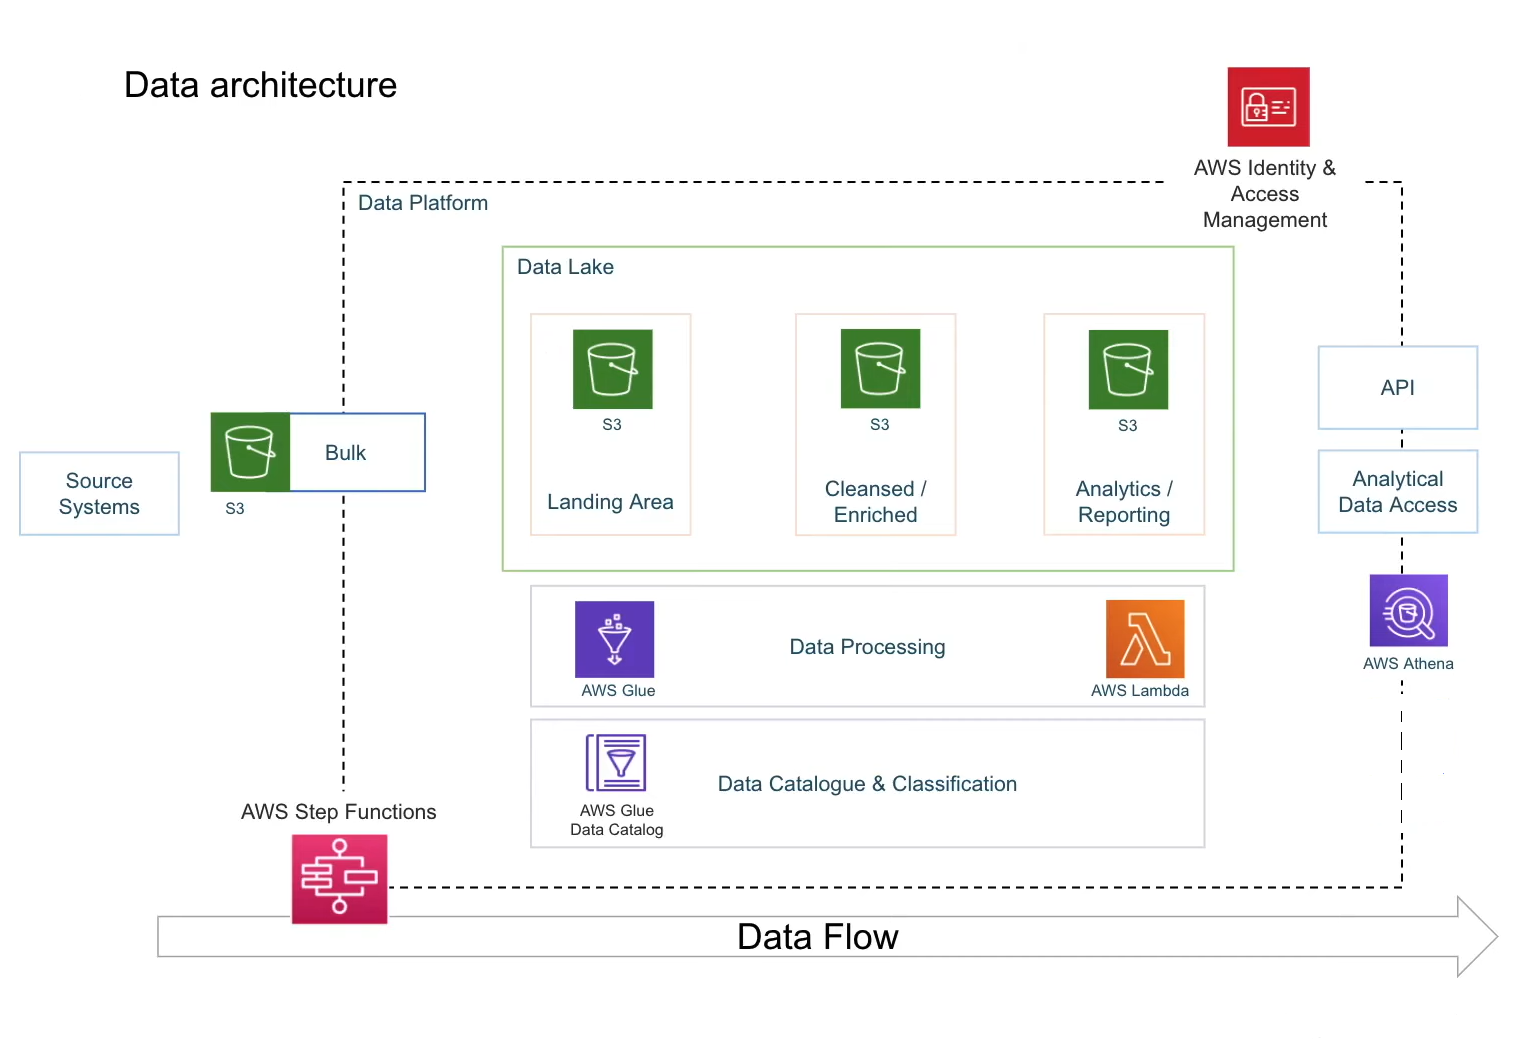 Data architecture
AWS Identity &
Access
Management
Data Platform
Data Lake
S3
Landing Area
S3
Cleansed /
Enriched
S3
Analytics /
Reporting
Source
Systems
Bulk
S3
API
Analytical
Data Access
AWS Athena
AWS Glue
Data Processing
AWS Lambda
AWS Glue
Data Catalog
Data Catalogue & Classification
AWS Step Functions
Data Flow